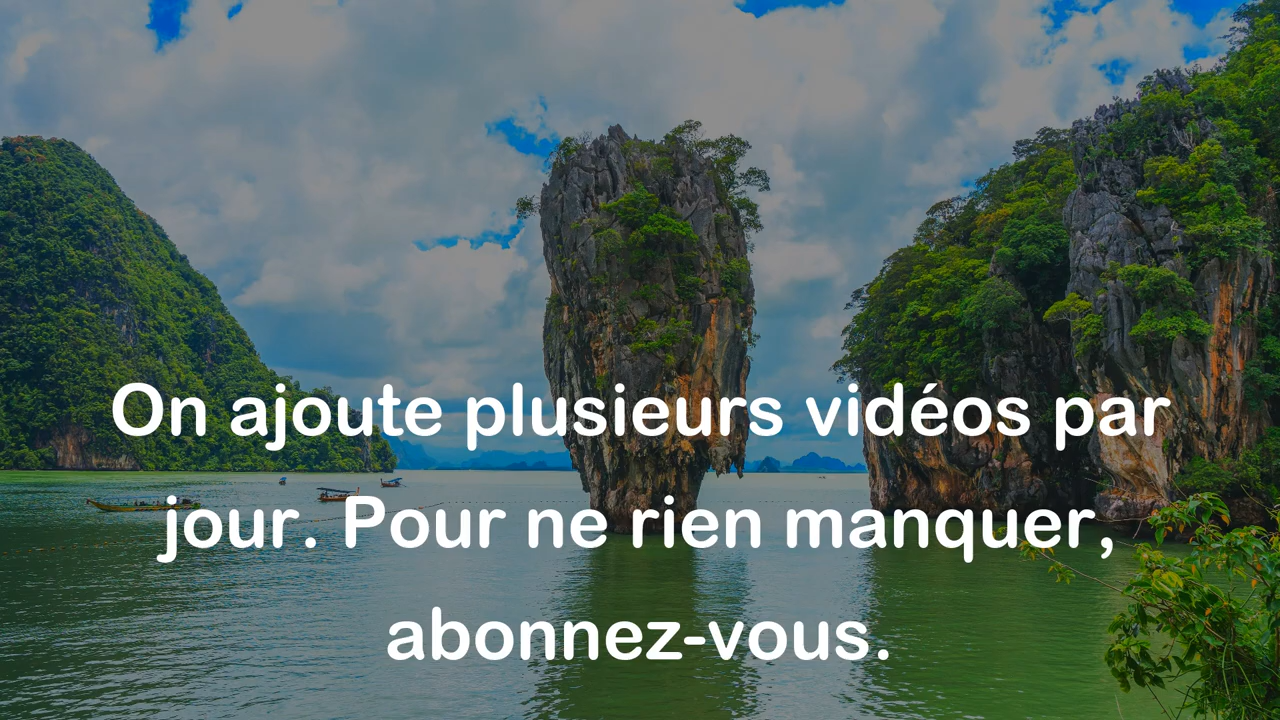 On ajoute plusieurs vidéos par
jour. Pour ne rien manquer,
abonnez-vous.